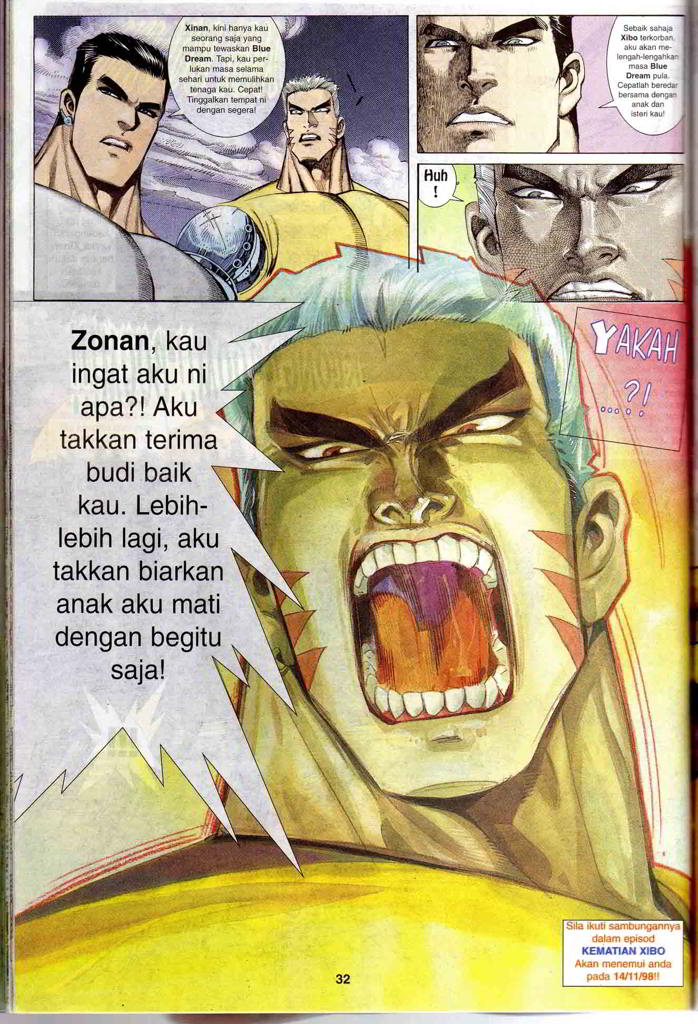 Xinan, kini hanya kau
seorang saja yang
mampu tewaskan Blue
Dream. Tapi, kau per-
lukan masa selama
sehari untuk memulihkan
tenaga kau. Cepat!
Tinggalkan tempat ni
dengan segera!
Sebaik sahaja
Xibo terkorban,
aku akan me-
lengah-lengahkan
masa Blue
Dream pula.
Cepatlah beredar
bersama dengan
anak dan
isteri kau!
Huh
!
YAKAH
.....?!
Zonan, kau
ingat aku ni
apa?! Aku
takkan terima
budi baik
kau. Lebih-
lebih lagi, aku
takkan biarkan
anak aku mati
dengan begitu
saja!
Sila ikuti sambungannya
dalam episod
KEMATIAN XIBO
Akan menemui anda
pada 14/11/98!!
32